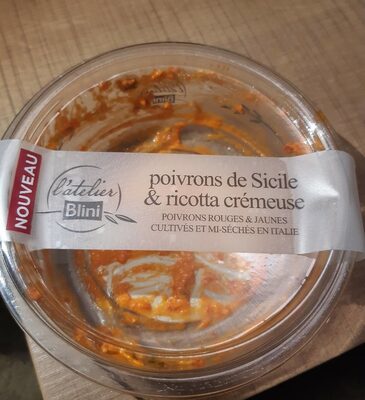 NOUVEAU
l'atelier
Blini
poivrons de Sicile
& ricotta crémeuse
POIVRONS ROUGES & JAUNES
CULTIVÉS ET MI-SÉCHÉS EN ITALIE